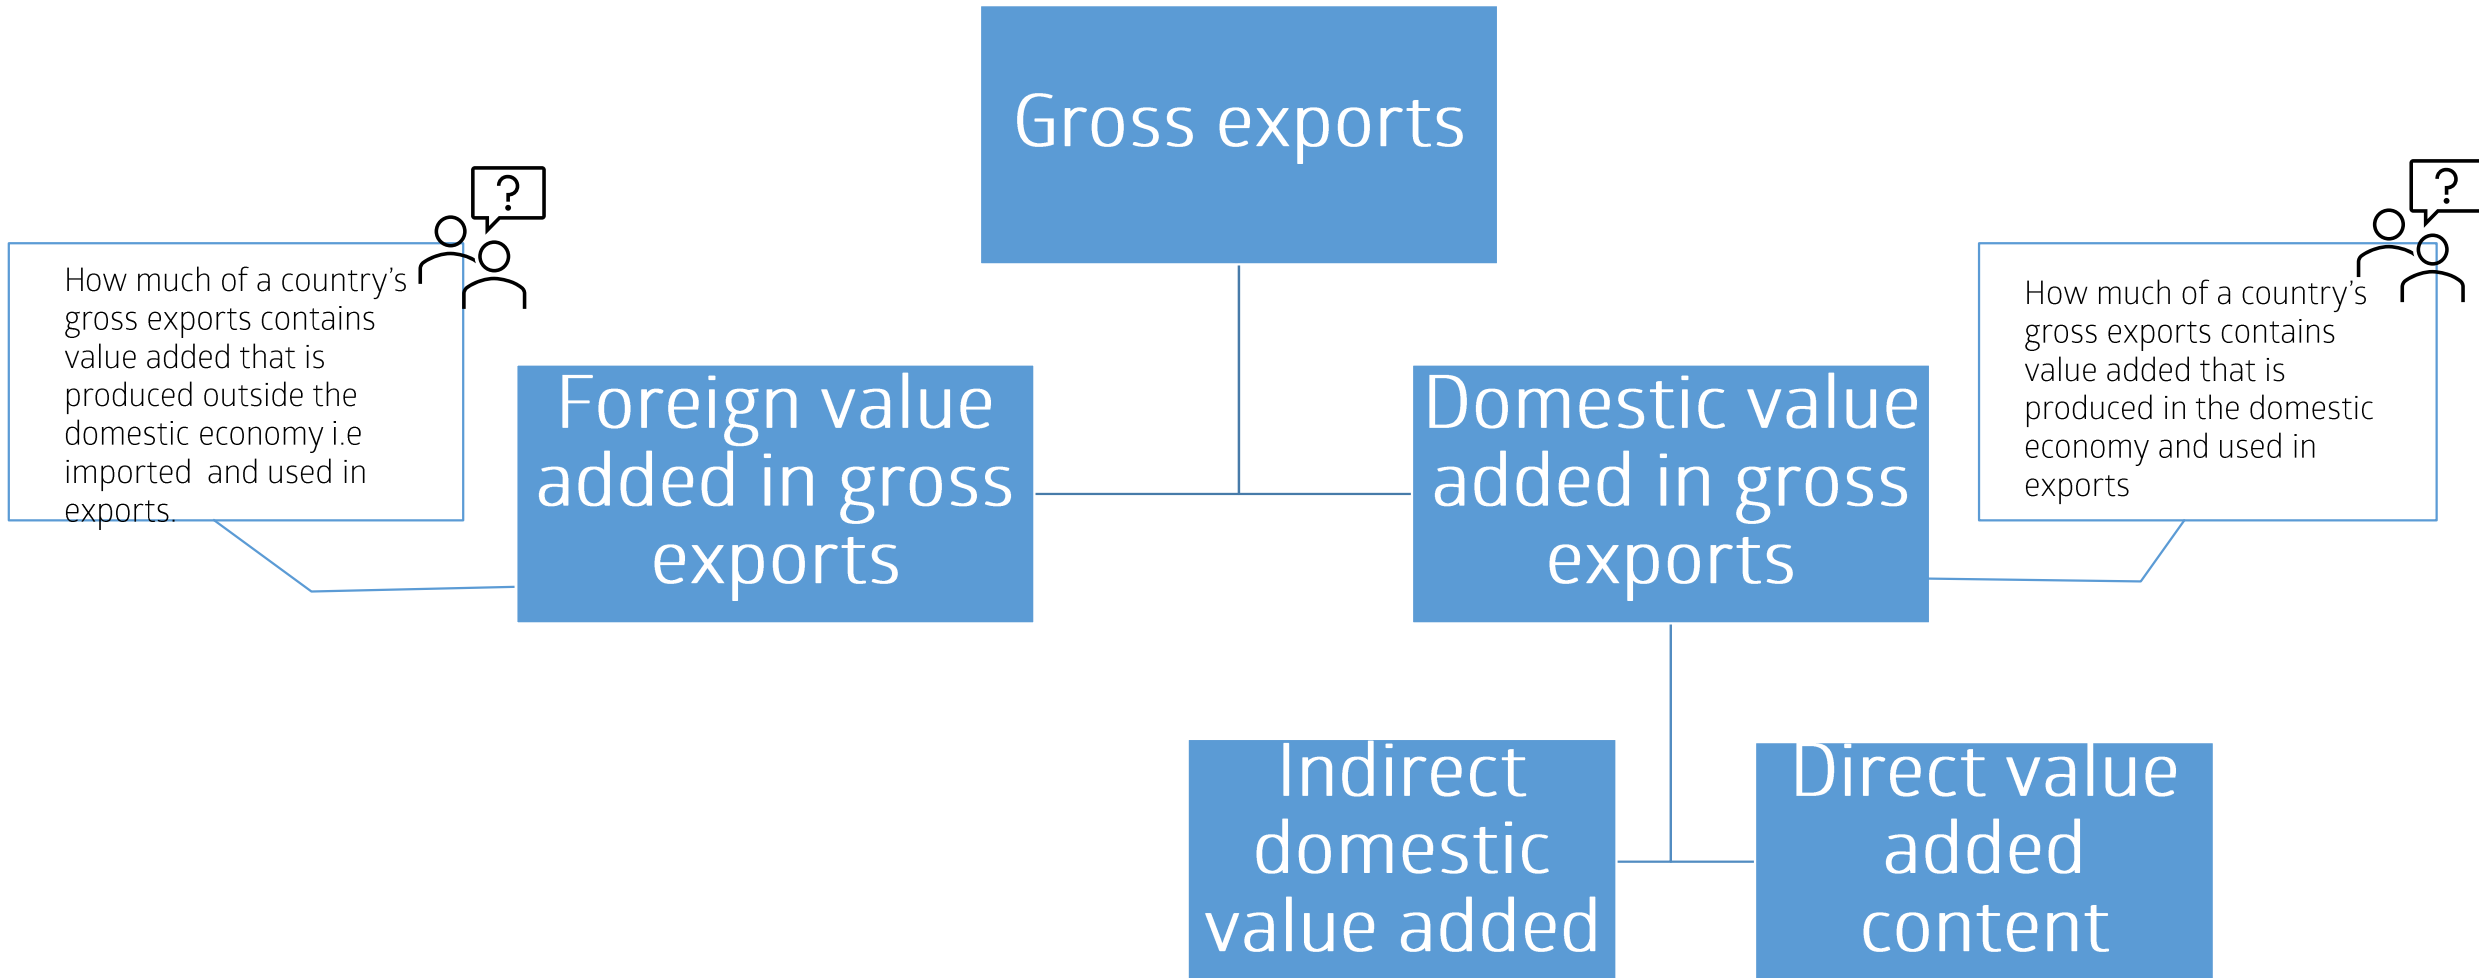 Gross exports
?
?
How much of a country’s
gross exports contains
value added that is
produced outside the
domestic economy i.e
imported  and used in
exports.
How much of a country’s
gross exports contains
value added that is
produced in the domestic
economy and used in
exports
Foreign value
added in gross
exports
Domestic value
added in gross
exports
Indirect
domestic
value added
Direct value
added
content